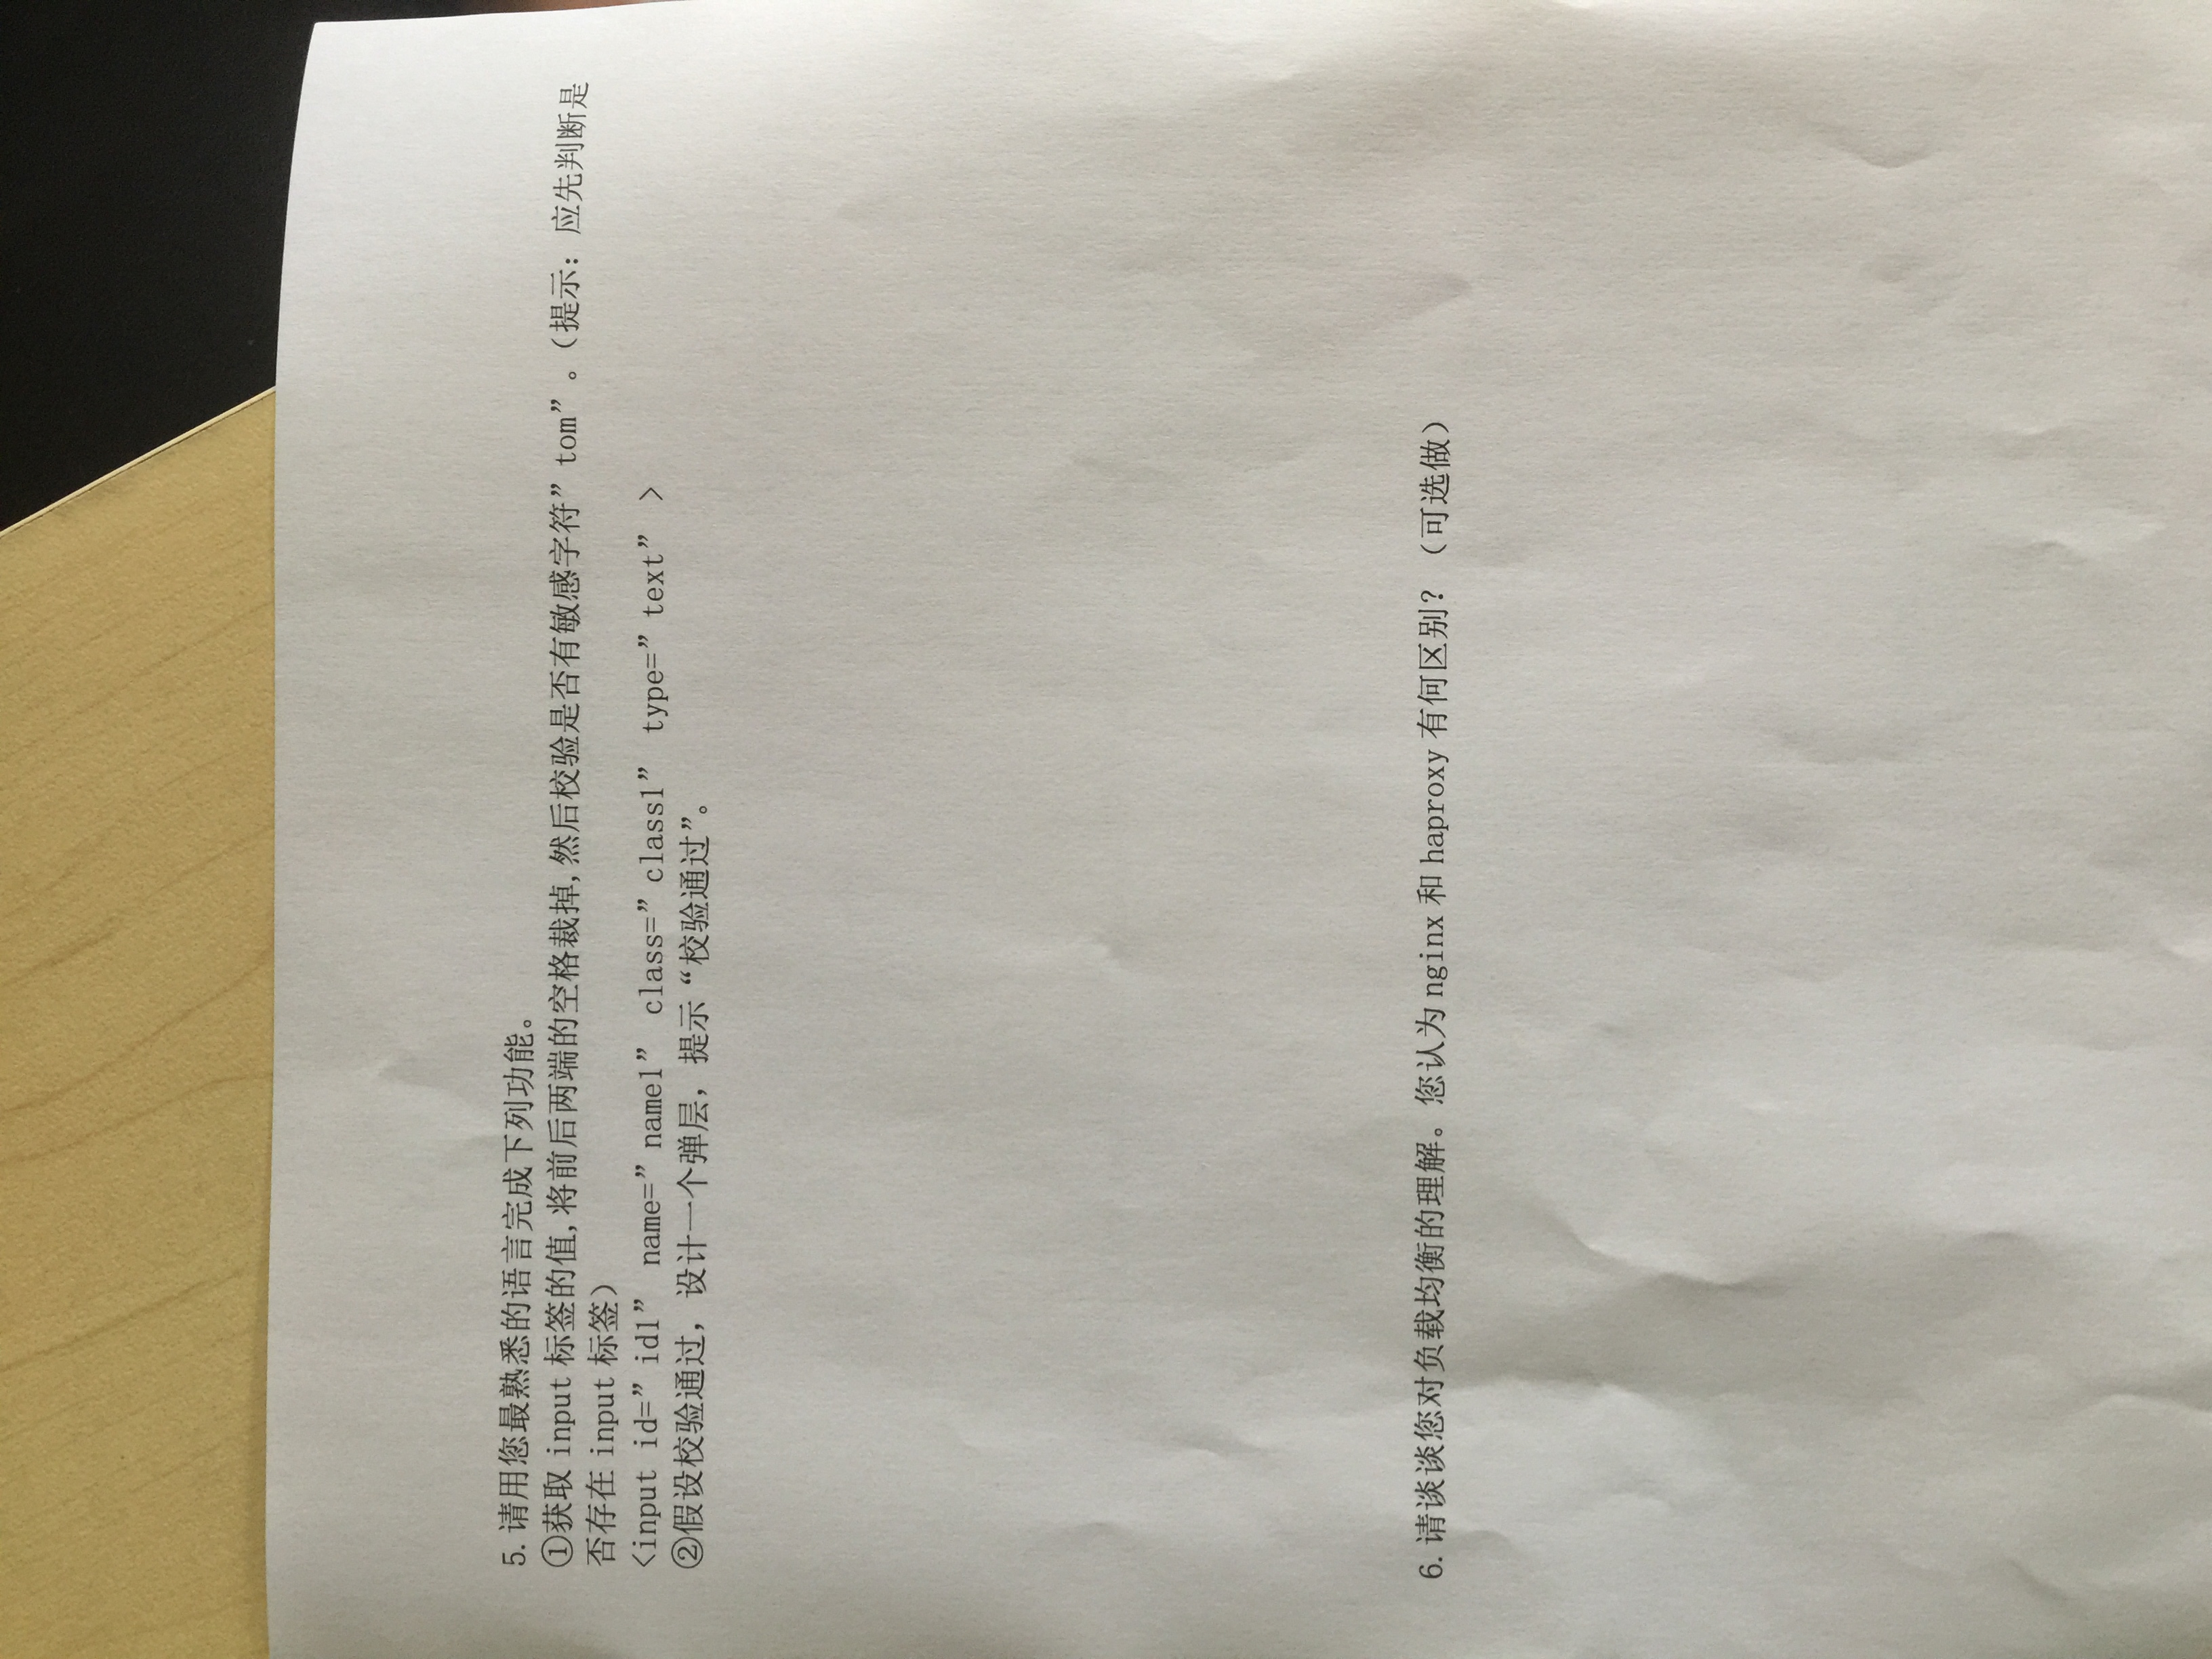 5.请用您最熟悉的语言完成下列功能。
①获取 input 标签的值,将前后两端的空格裁掉,然后校验是否有敏感字符”tom”。（提示：应先判断是
否存在 input 标签）
<input id=”id1” name=”name1” class=”class1” type=”text” >
②假设校验通过，设计一个弹层，提示“校验通过”。
6.请谈谈您对负载均衡的理解。您认为 nginx 和 haproxy 有何区别？（可选做）